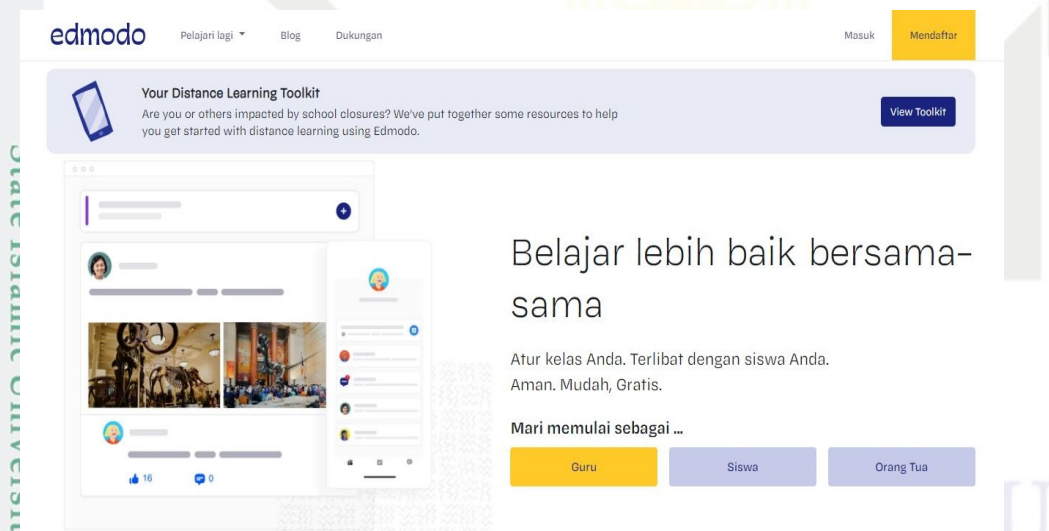 edmodo
Pelajari lagi
Blog
Dukungan
Masuk
Mendaftar
Your Distance Learning Toolkit
Are you or others impacted by school closures? We've put together some resources to help
you get started with distance learning using Edmodo.
View Toolkit
Belajar lebih baik bersama-
sama
Atur kelas Anda. Terlibat dengan siswa Anda.
Aman. Mudah, Gratis.
Mari memulai sebagai ...
Guru
Siswa
Orang Tua
16
0
State Islamic Universit